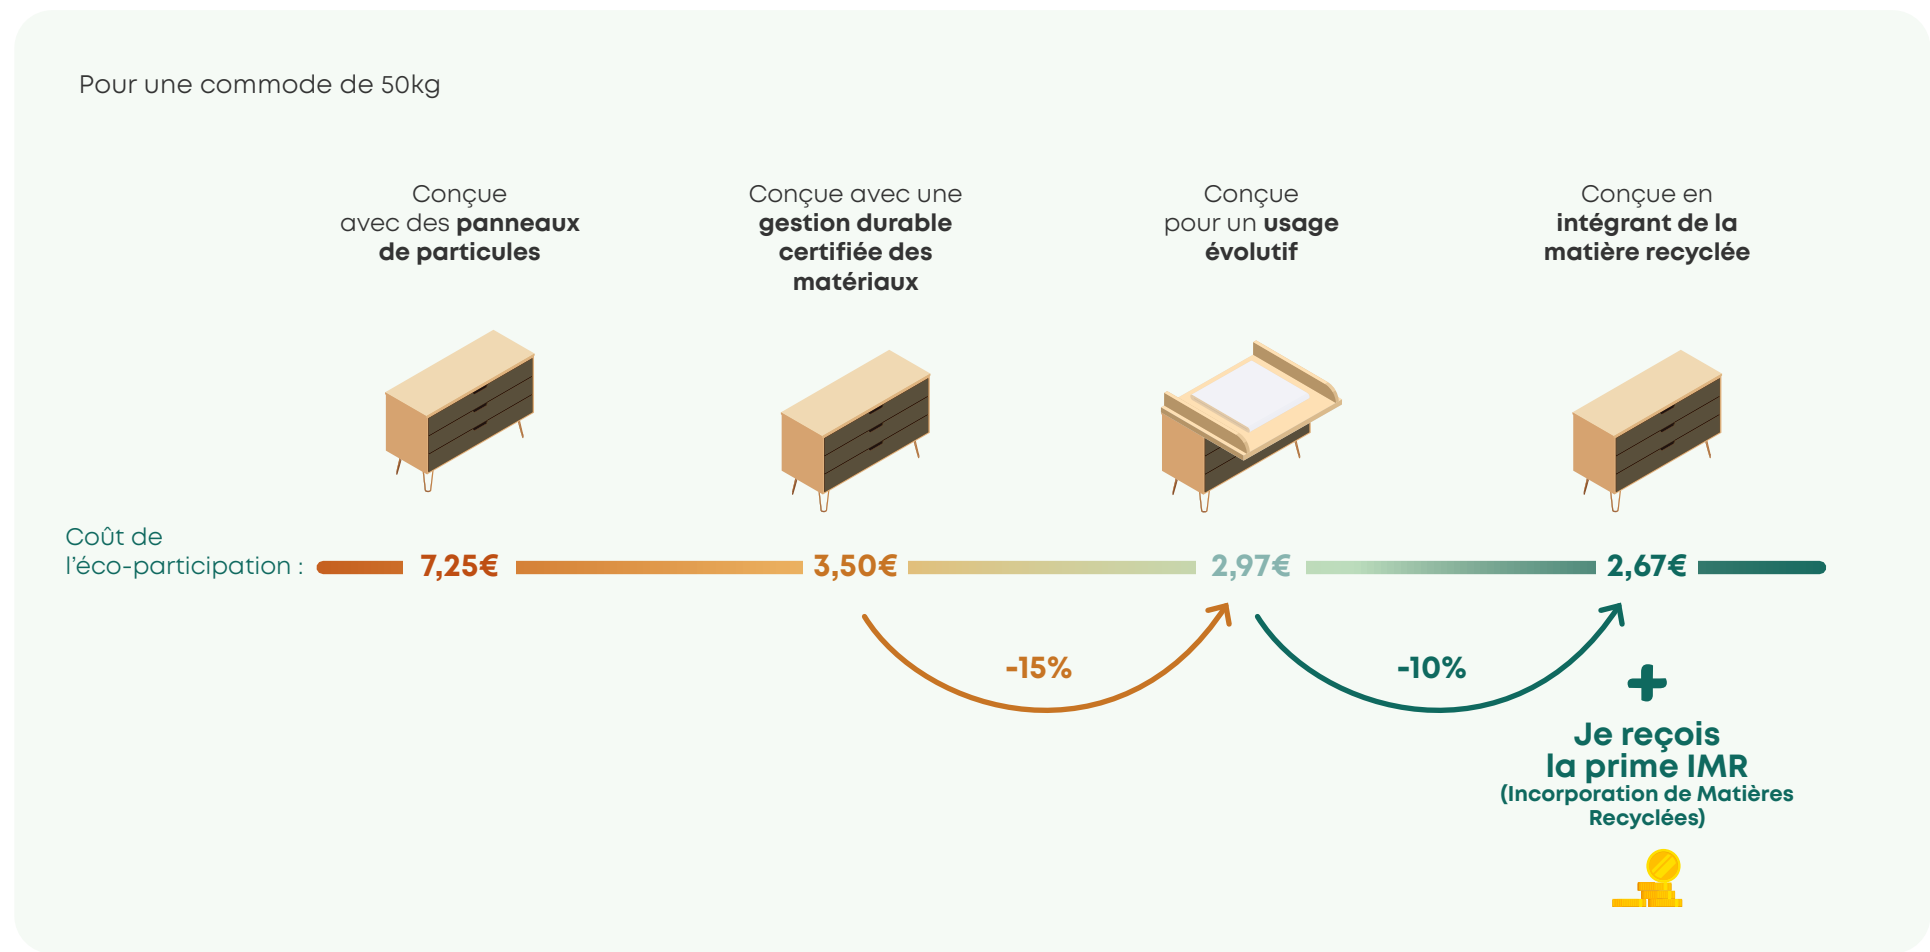 Pour une commode de 50kg
Conçue
avec des panneaux
de particules
Conçue avec une
gestion durable
certifiée des
matériaux
Conçue
pour un usage
évolutif
Conçue en
intégrant de la
matière recyclée
Coût de
l'éco-participation :
7,25€
3,50€
2,97€
2,67€
-15%
-10%
+
Je reçois
la prime IMR
(Incorporation de Matières
Recyclées)